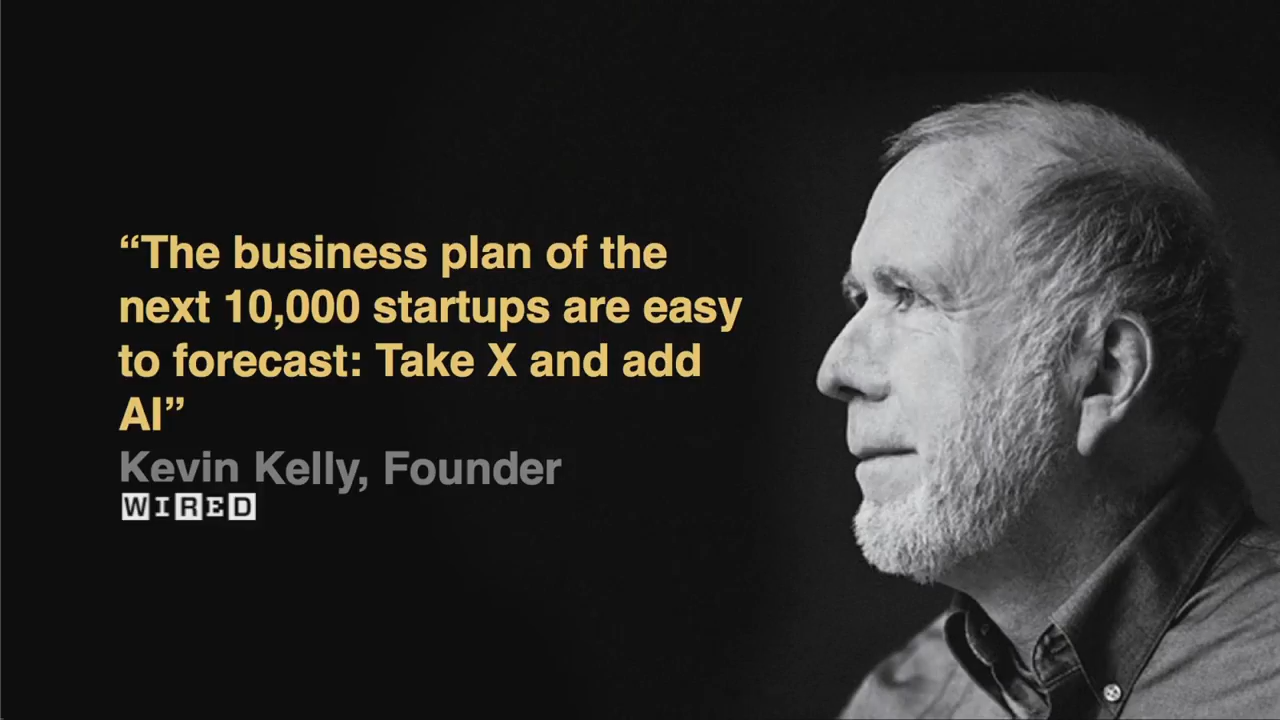 “The business plan of the
next 10,000 startups are easy
to forecast: Take X and add
AI”
Kevin Kelly, Founder
WIRED